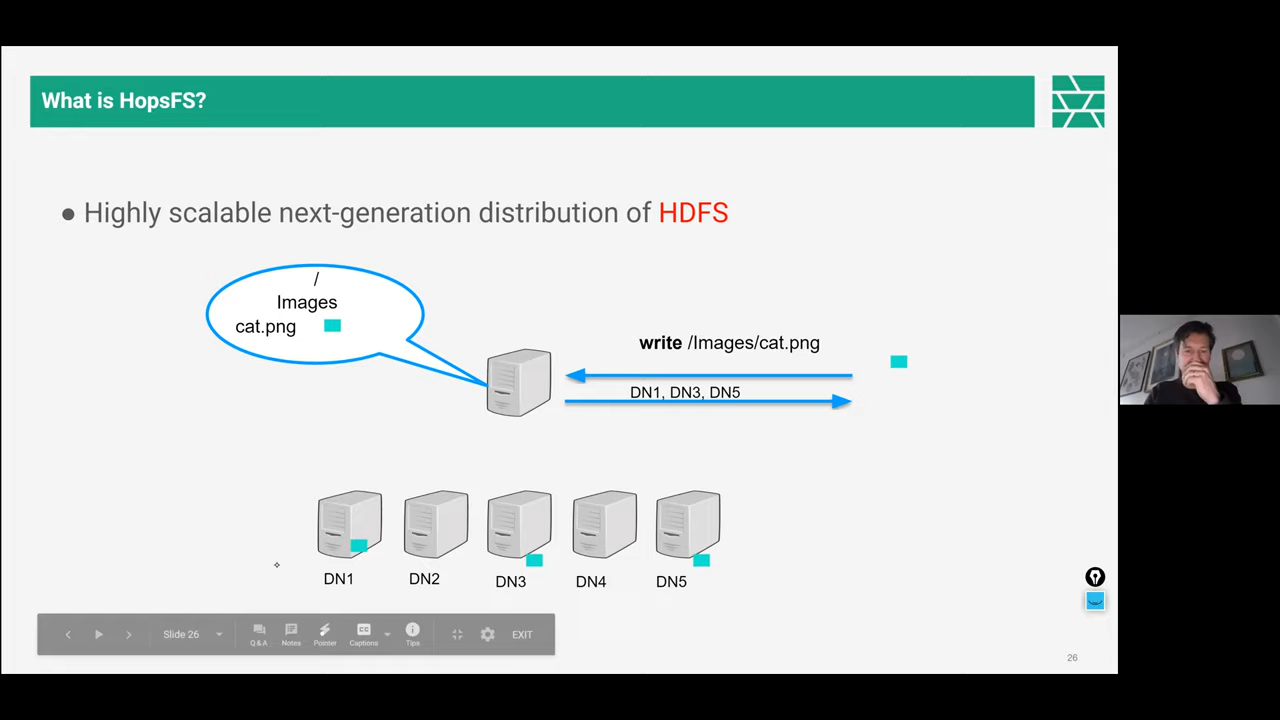 What is HopsFS?
● Highly scalable next-generation distribution of HDFS
/
Images
cat.png
write /Images/cat.png
DN1, DN3, DN5
DN1
DN2
DN3
DN4
DN5
Slide 26
Q & A
Notes
Pointer
CC
Captions
Tips
EXIT
26